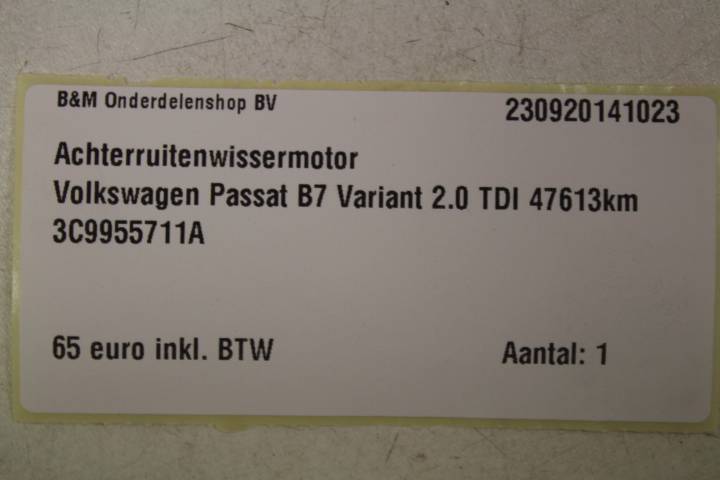 B&M Onderdelenshop BV 230920141023
Achterruitenwissermotor
Volkswagen Passat B7 Variant 2.0 TDI 47613km
3C9955711A
65 euro inkl. BTW Aantal: 1